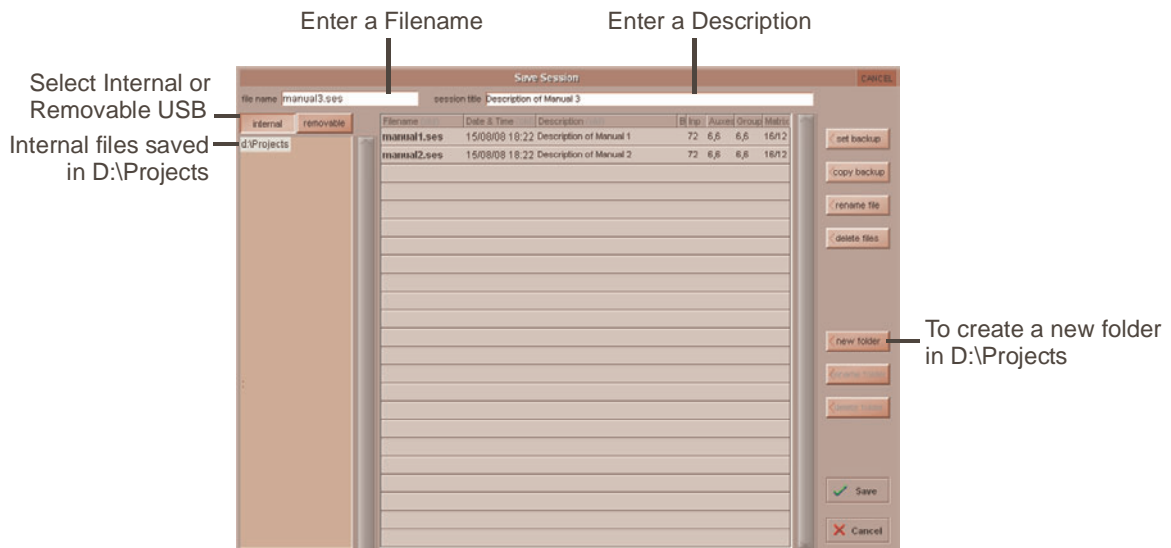 Enter a Filename
Enter a Description
Select Internal or
Removable USB
Internal files saved
in D:\Projects
To create a new folder
in D:\Projects
Save Session
CANCEL
file name manual3.ses
session title Description of Manual 3
internal
removable
d:\Projects
Filename Date & Time Description B Inp Auxes Group Matrix
manual1.ses 15/08/08 18:22 Description of Manual 1 72 6,6 6,6 16/12
manual2.ses 15/08/08 18:22 Description of Manual 2 72 6,6 6,6 16/12
set backup
copy backup
rename file
delete files
new folder
Save
Cancel